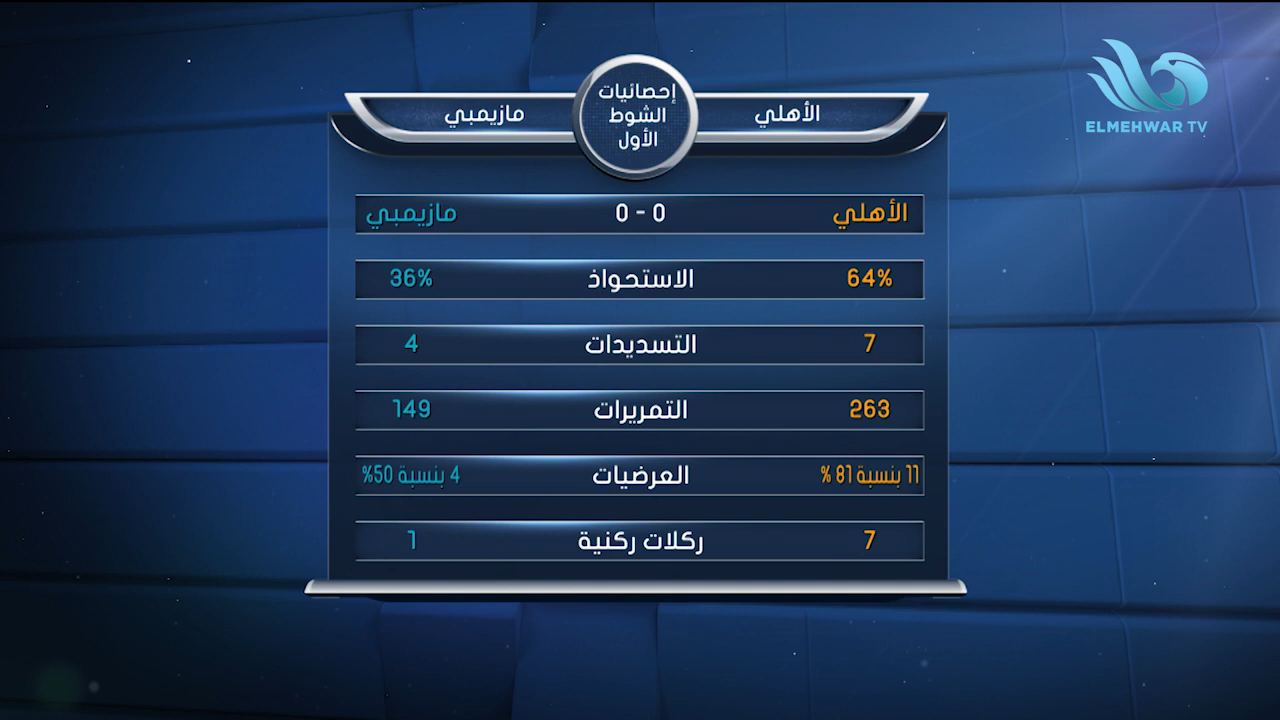 إحصائيات
الشوط
الأول
الأهلي
مازيمبي
ELMEHWAR TV
الأهلي 0 - 0 مازيمبي
64% الاستحواذ 36%
7 التسديدات 4
263 التمريرات 149
11 بنسبة 81 % العرضيات 4 بنسبة 50%
7 ركلات ركنية 1